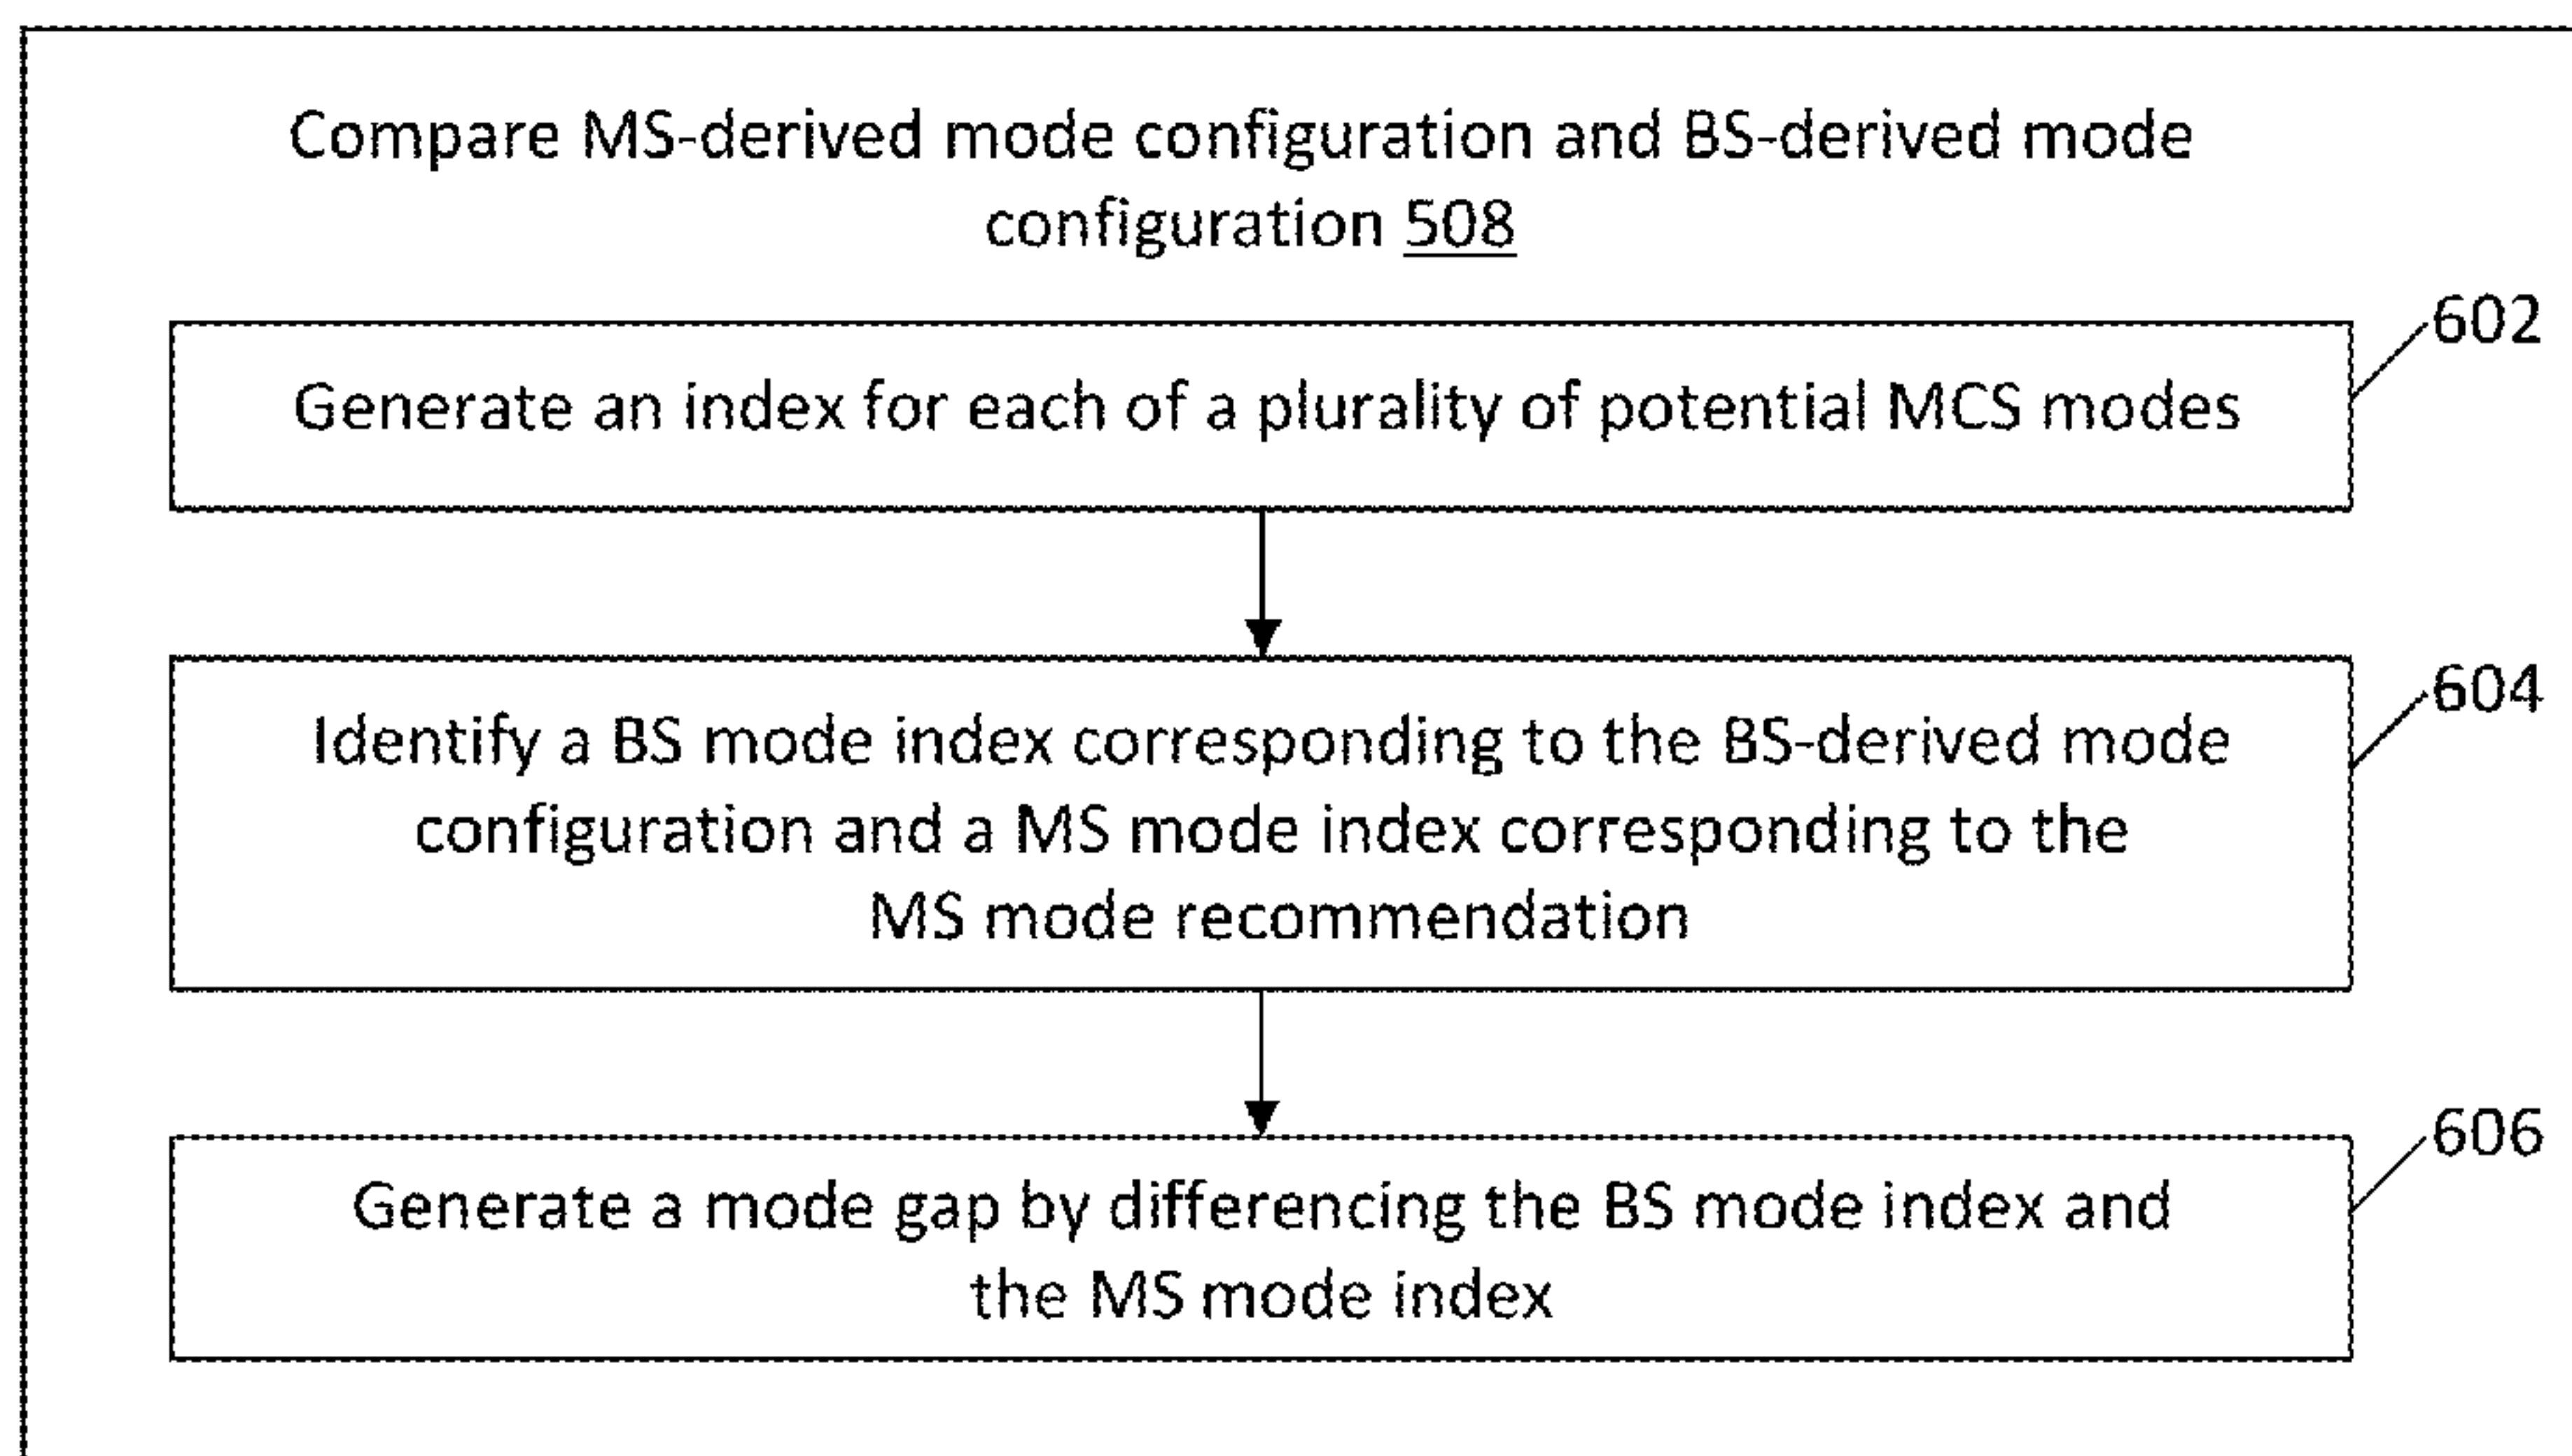 Compare MS-derived mode configuration and BS-derived mode
configuration 508
602
Generate an index for each of a plurality of potential MCS modes
604
Identify a BS mode index corresponding to the BS-derived mode
configuration and a MS mode index corresponding to the
MS mode recommendation
606
Generate a mode gap by differencing the BS mode index and
the MS mode index